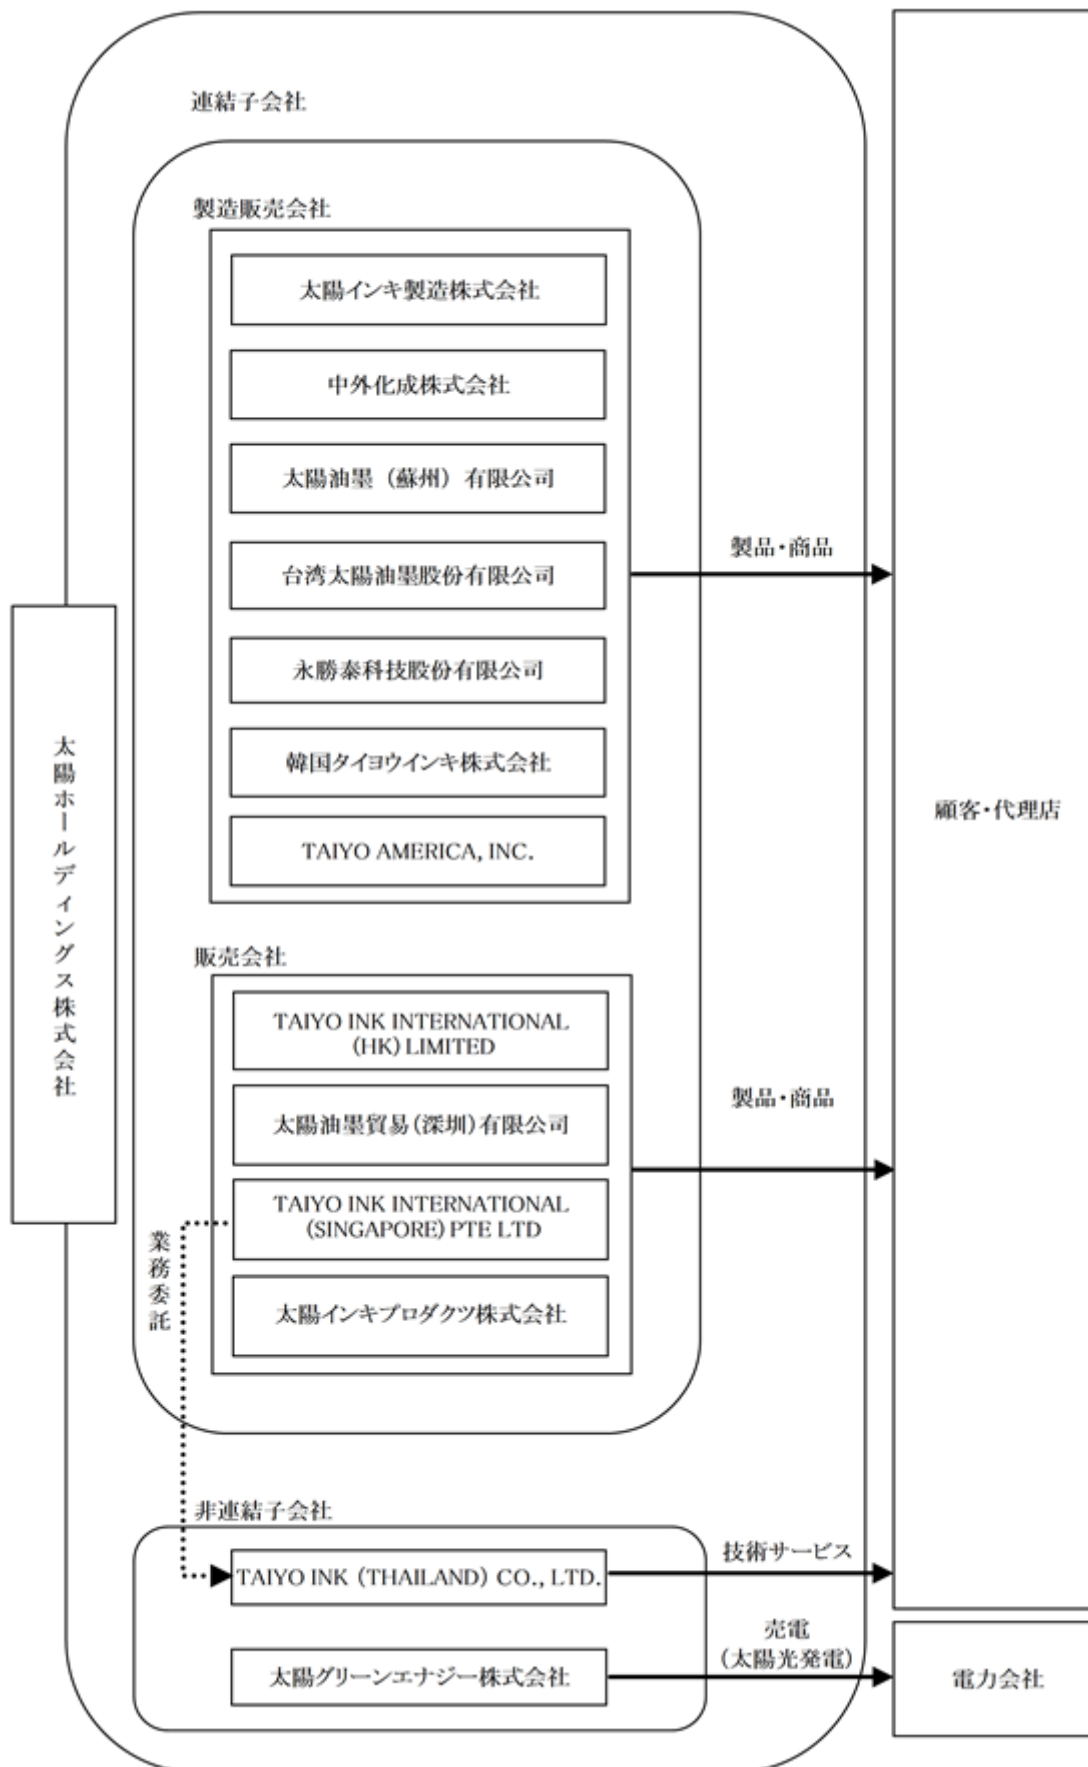 連結子会社
製造販売会社
太陽インキ製造株式会社
中外化成株式会社
太陽油墨（蘇州）有限公司
台湾太陽油墨股份有限公司
永勝泰科技股份有限公司
韓国タイヨウインキ株式会社
TAIYO AMERICA, INC.
製品・商品
太陽ホールディングス株式会社
顧客・代理店
販売会社
TAIYO INK INTERNATIONAL
(HK) LIMITED
太陽油墨貿易(深圳)有限公司
TAIYO INK INTERNATIONAL
(SINGAPORE) PTE LTD
太陽インキプロダクツ株式会社
製品・商品
業務委託
非連結子会社
TAIYO INK (THAILAND) CO., LTD.
技術サービス
太陽グリーンエナジー株式会社
売電
(太陽光発電)
電力会社